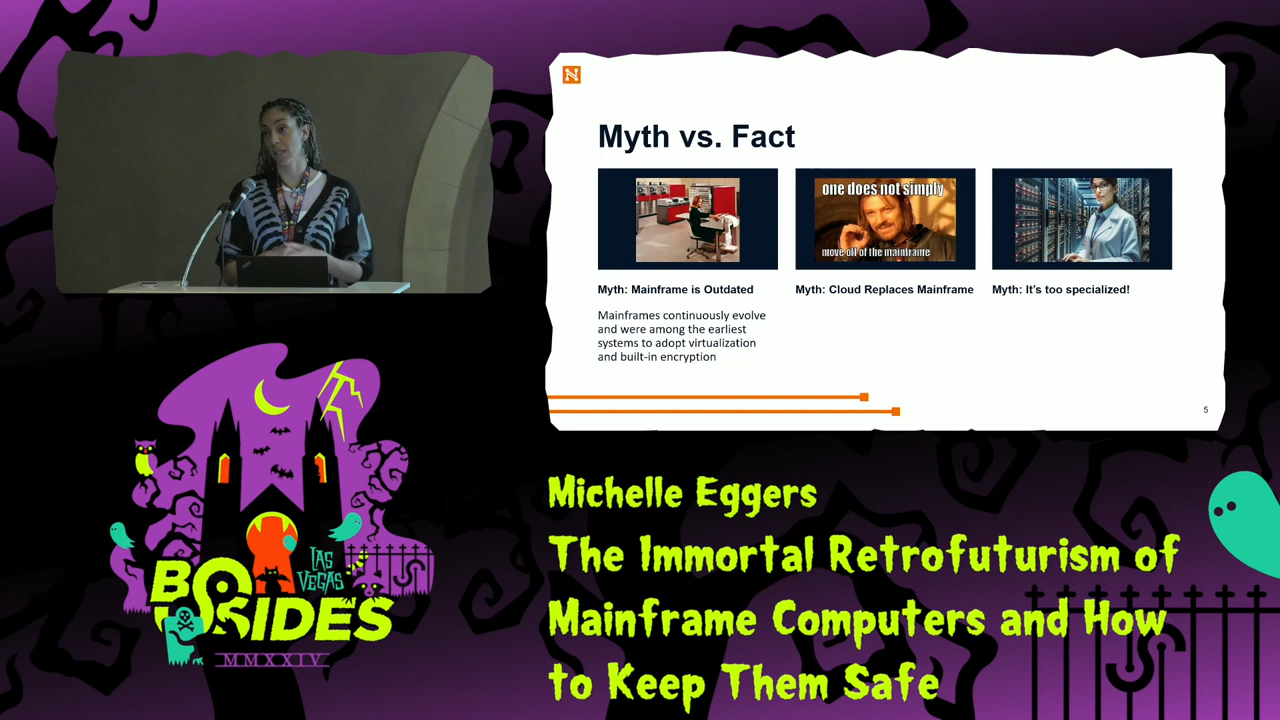 Myth vs. Fact
one does not simply
move off of the mainframe
Myth: Mainframe is Outdated
Myth: Cloud Replaces Mainframe
Myth: It's too specialized!
Mainframes continuously evolve
and were among the earliest
systems to adopt virtualization
and built-in encryption
5
LAS
VEGAS
BSIDES
MMXXIV
Michelle Eggers
The Immortal Retrofuturism of
Mainframe Computers and How
to Keep Them Safe